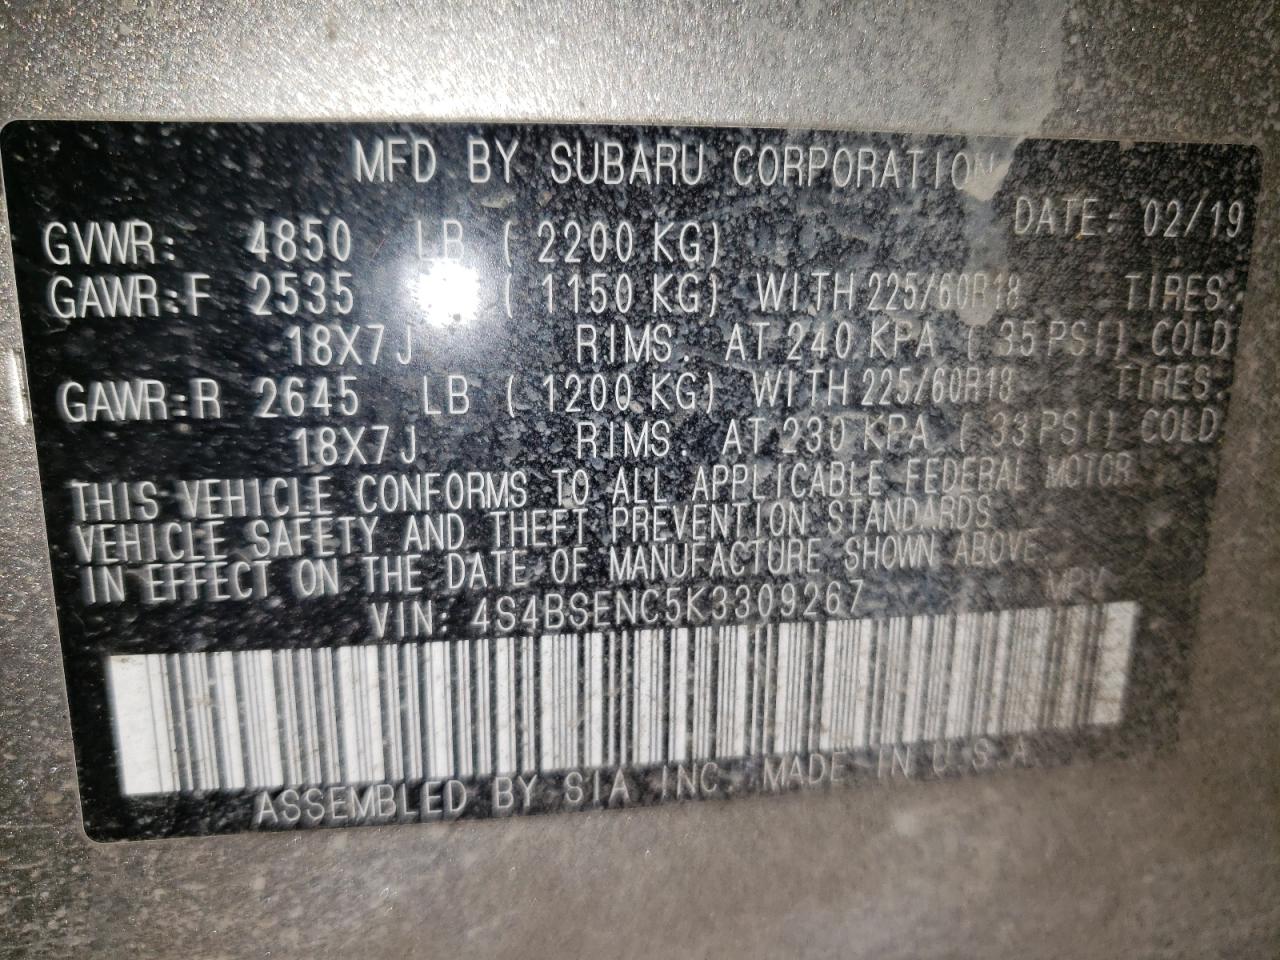 MFD BY SUBARU CORPORATION
DATE: 02/19
GVWR: 4850 LB ( 2200 KG)
GAWR:F 2535 ( 1150 KG) WITH 225/60R18 TIRES.
18X7J RIMS. AT 240 KPA ( 35 PSI) COLD
GAWR:R 2645 LB ( 1200 KG) WITH 225/60R18 TIRES.
18X7J RIMS. AT 230 KPA ( 33 PSI) COLD
THIS VEHICLE CONFORMS TO ALL APPLICABLE FEDERAL MOTOR
VEHICLE SAFETY AND THEFT PREVENTION STANDARDS
IN EFFECT ON THE DATE OF MANUFACTURE SHOWN ABOVE
VIN: 4S4BSENC5K3309267 MPV
ASSEMBLED BY SIA INC. MADE IN U.S.A.